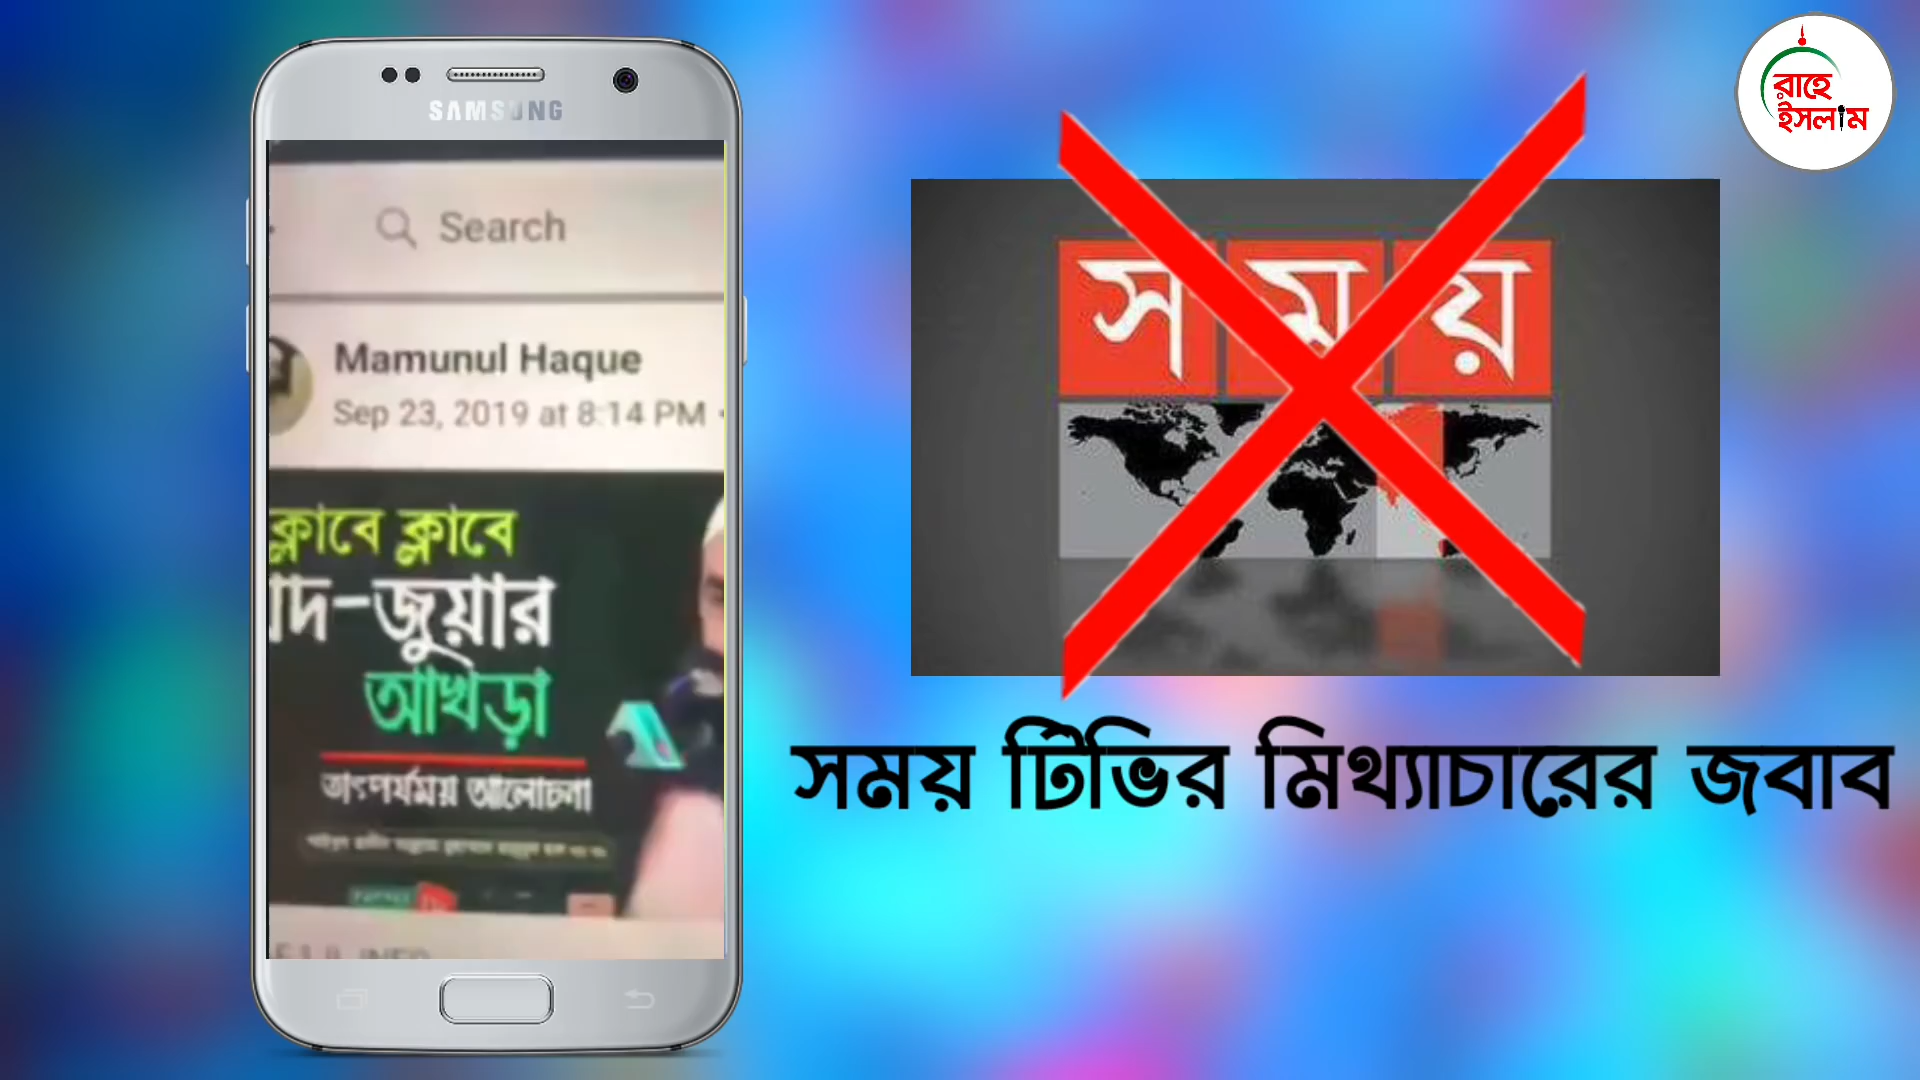 SAMSUNG
Search
Mamunul Haque
Sep 23, 2019 at 8:14 PM
ক্লাবে ক্লাবে
জুয়ার
আখড়া
তাৎপর্যময় আলোচনা
রাহে
ইসলাম
সময়
সময় টিভির মিথ্যাচারের জবাব